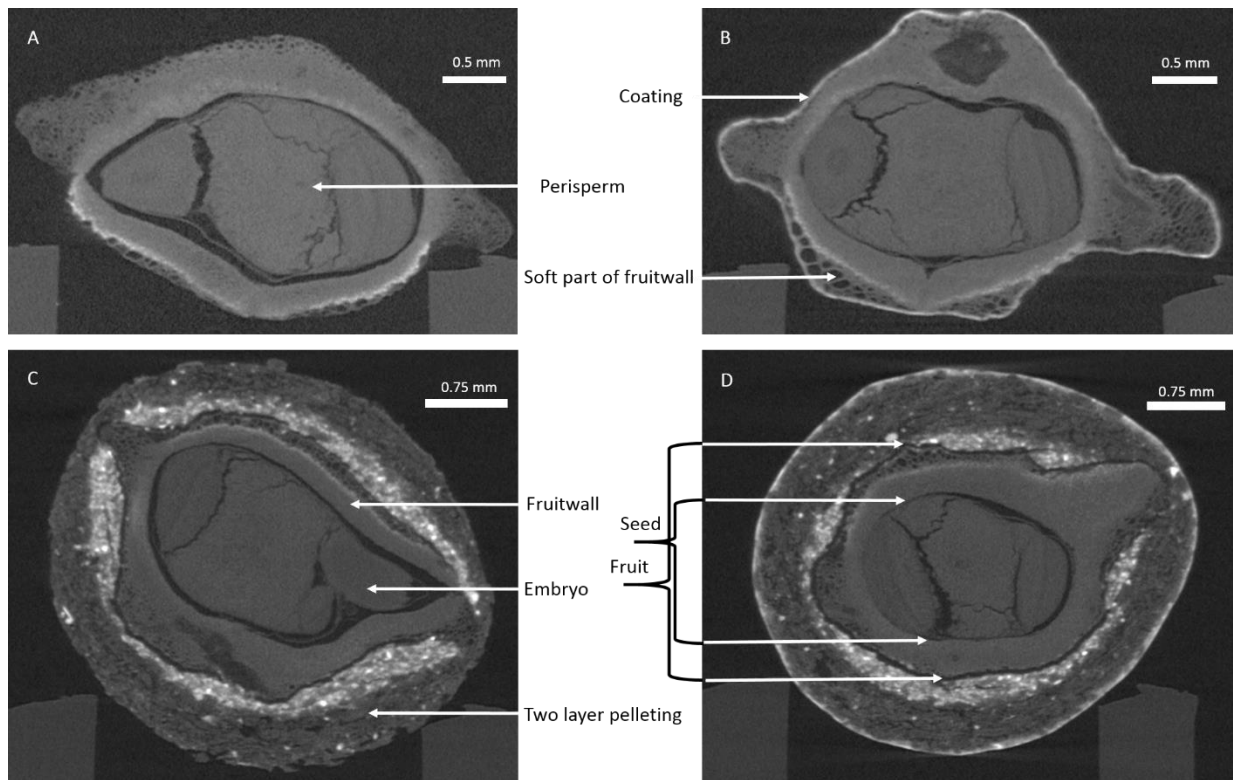 A
0.5 mm
B
0.5 mm
Coating
Perisperm
Soft part of fruitwall
C
0.75 mm
D
0.75 mm
Fruitwall
Seed
Fruit
Embryo
Two layer pelleting